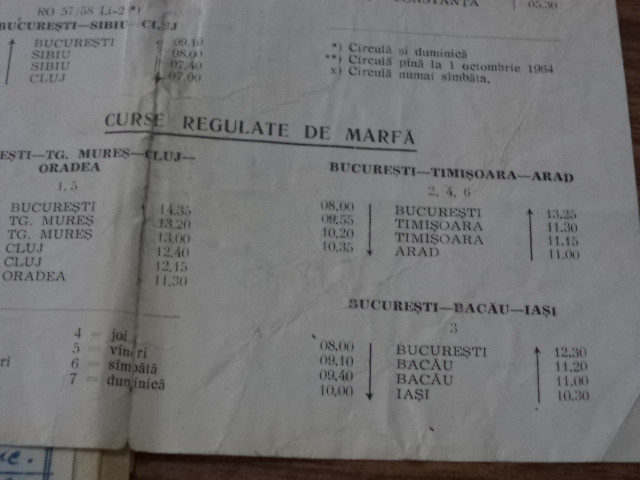 RO 57/58 Li-2 *)
BUCUREȘTI—SIBIU—CLUJ
BUCUREȘTI 09.10
SIBIU 08.00
SIBIU 07.40
CLUJ 07.00
CONSTANȚA 05.30
*) Circulă si duminică
**) Circulă pînă la 1 octombrie 1964
x) Circulă numai sîmbăta.
CURSE REGULATE DE MARFĂ
EȘTI—TG. MUREȘ—CLUJ—
ORADEA
1, 5
BUCUREȘTI 14.35
TG. MUREȘ 13.20
TG. MUREȘ 13.00
CLUJ 12.40
CLUJ 12.15
ORADEA 11.30
BUCUREȘTI—TIMIȘOARA—ARAD
2, 4, 6
08.00 BUCUREȘTI 13.25
09.55 TIMIȘOARA 11.30
10.20 TIMIȘOARA 11.15
10.35 ARAD 11.00
BUCUREȘTI—BACĂU—IAȘI
3
08.00 BUCUREȘTI 12.30
09.10 BACĂU 11.20
09.40 BACĂU 11.00
10,00 IAȘI 10.30
4 = joi
5 = vineri
6 = sîmbătă
7 = duminică